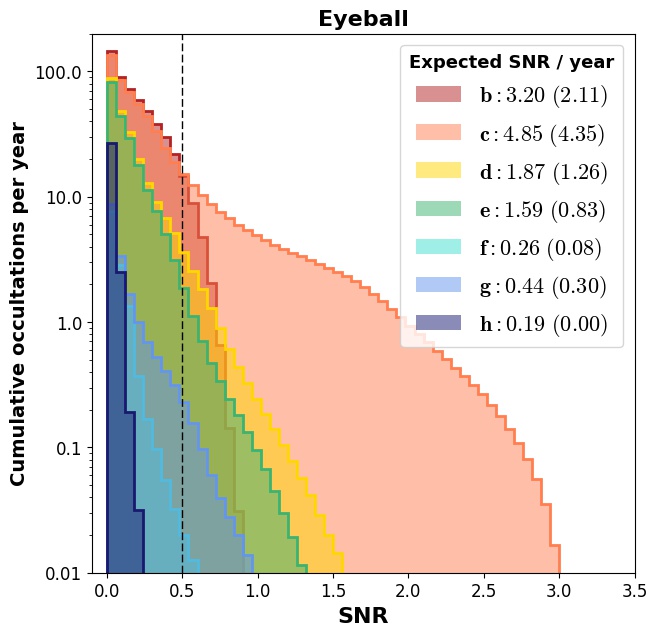 Eyeball
Cumulative occultations per year
100.0
10.0
1.0
0.1
0.01
Expected SNR / year
b : 3.20 (2.11)
c : 4.85 (4.35)
d : 1.87 (1.26)
e : 1.59 (0.83)
f : 0.26 (0.08)
g : 0.44 (0.30)
h : 0.19 (0.00)
0.0 0.5 1.0 1.5 2.0 2.5 3.0 3.5
SNR